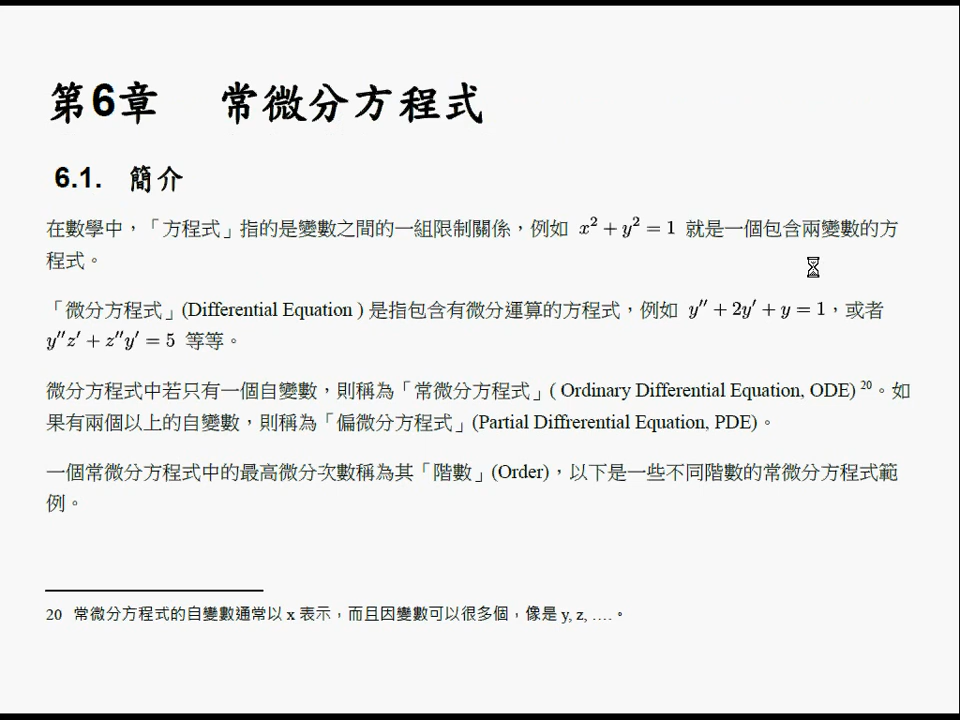 第6章 常微分方程式
6.1. 簡介
在數學中，「方程式」指的是變數之間的一組限制關係，例如 x² + y² = 1 就是一個包含兩變數的方
程式。
「微分方程式」(Differential Equation ) 是指包含有微分運算的方程式，例如 y″ + 2y′ + y = 1，或者
y″z′ + z″y′ = 5 等等。
微分方程式中若只有一個自變數，則稱為「常微分方程式」( Ordinary Differential Equation, ODE) ²⁰。如
果有兩個以上的自變數，則稱為「偏微分方程式」(Partial Diffrerential Equation, PDE)。
一個常微分方程式中的最高微分次數稱為其「階數」(Order)，以下是一些不同階數的常微分方程式範
例。
20 常微分方程式的自變數通常以 x 表示，而且因變數可以很多個，像是 y, z, ….。